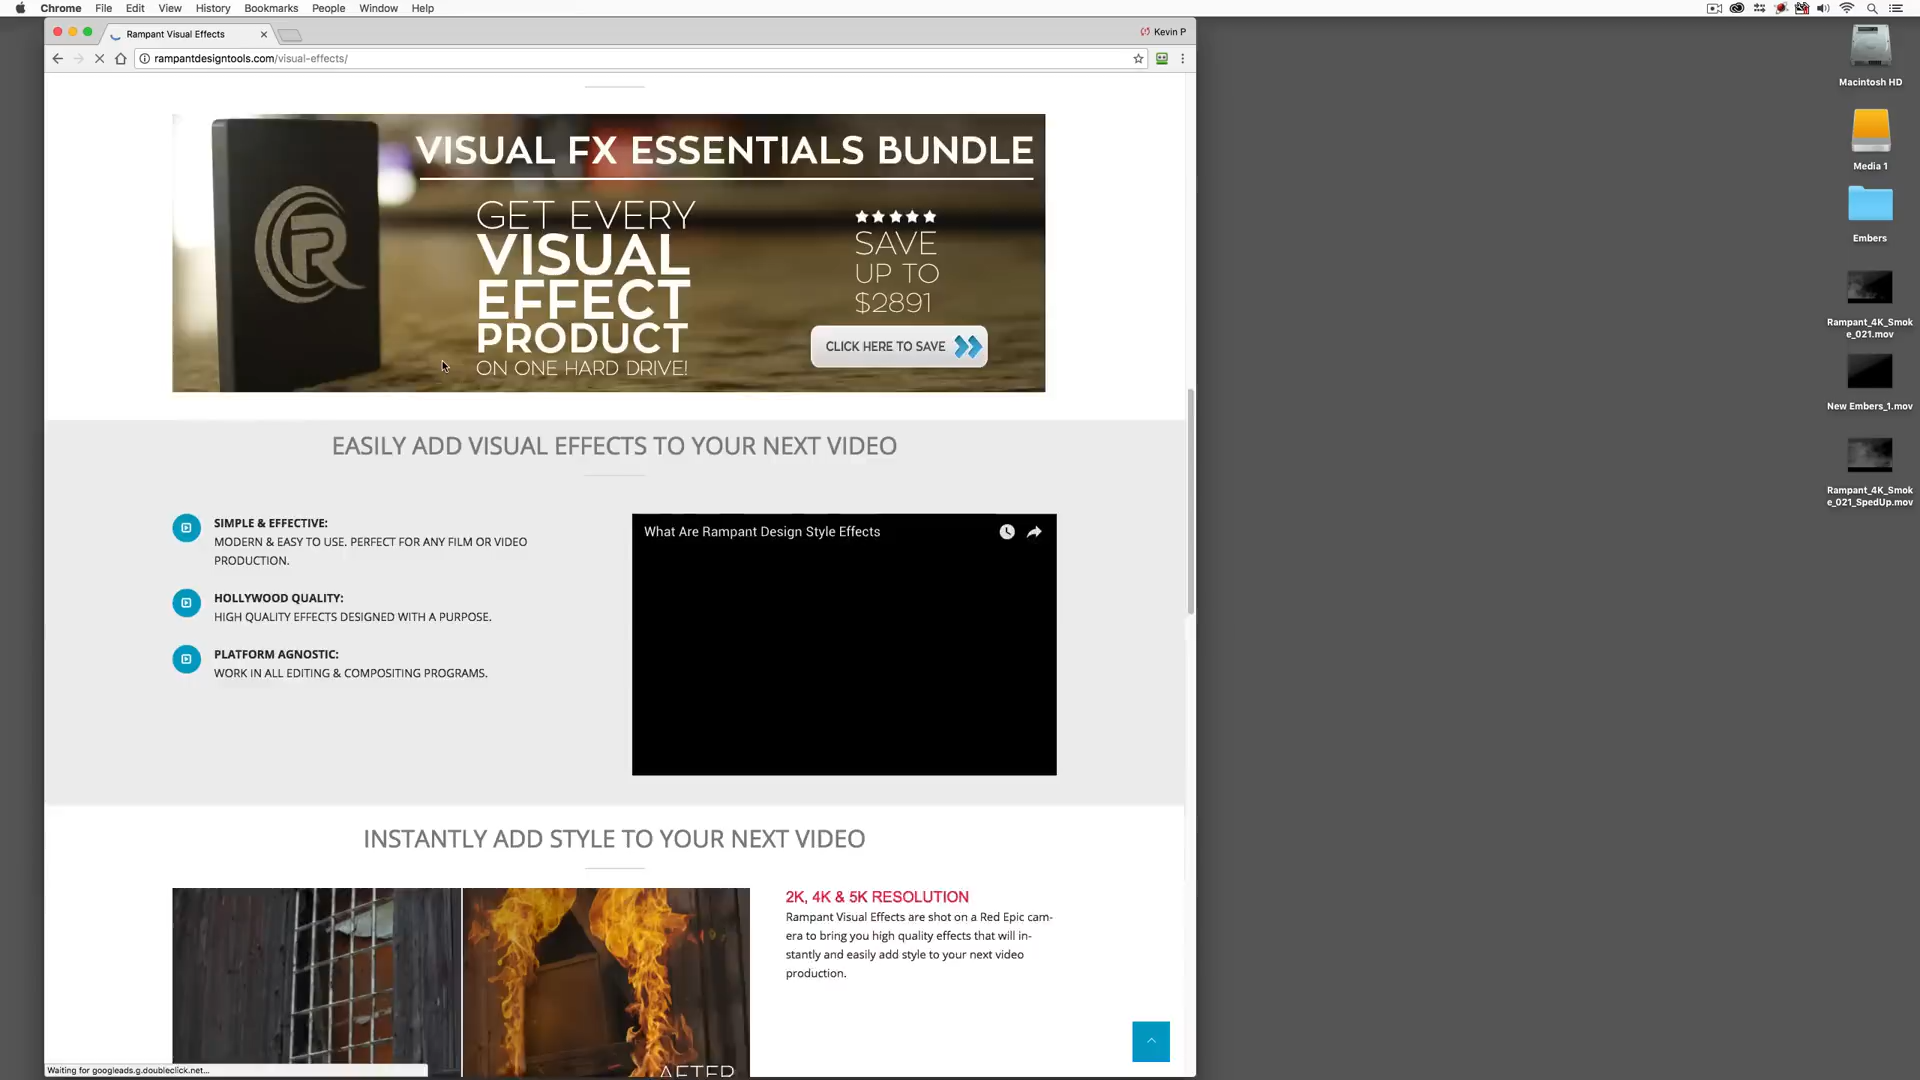 Chrome File Edit View History Bookmarks People Window Help
Rampant Visual Effects
Kevin P
rampantdesigntools.com/visual-effects/
VISUAL FX ESSENTIALS BUNDLE
GET EVERY
VISUAL
EFFECT
PRODUCT
ON ONE HARD DRIVE!
SAVE
UP TO
$2891
CLICK HERE TO SAVE
EASILY ADD VISUAL EFFECTS TO YOUR NEXT VIDEO
SIMPLE & EFFECTIVE:
MODERN & EASY TO USE. PERFECT FOR ANY FILM OR VIDEO
PRODUCTION.
HOLLYWOOD QUALITY:
HIGH QUALITY EFFECTS DESIGNED WITH A PURPOSE.
PLATFORM AGNOSTIC:
WORK IN ALL EDITING & COMPOSITING PROGRAMS.
What Are Rampant Design Style Effects
INSTANTLY ADD STYLE TO YOUR NEXT VIDEO
2K, 4K & 5K RESOLUTION
Rampant Visual Effects are shot on a Red Epic cam-
era to bring you high quality effects that will in-
stantly and easily add style to your next video
production.
AFTER
Waiting for googleads.g.doubleclick.net...
Macintosh HD
Media 1
Embers
Rampant_4K_Smok
e_021.mov
New Embers_1.mov
Rampant_4K_Smok
e_021_SpedUp.mov